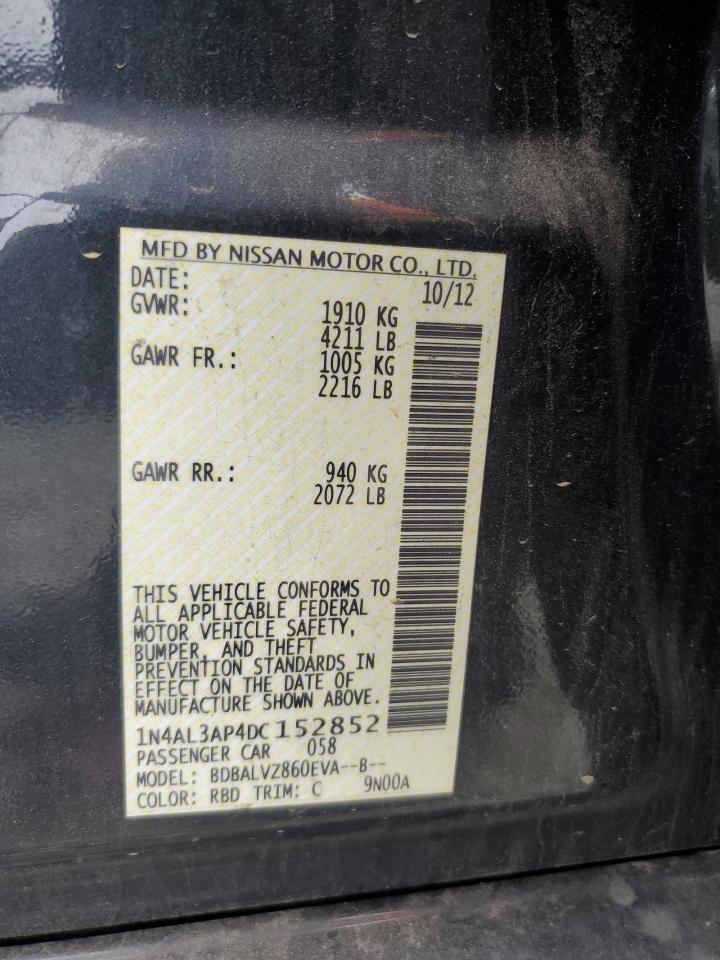 MFD BY NISSAN MOTOR CO., LTD.
DATE: 10/12
GVWR: 1910 KG
4211 LB
GAWR FR.: 1005 KG
2216 LB
GAWR RR.: 940 KG
2072 LB
THIS VEHICLE CONFORMS TO
ALL APPLICABLE FEDERAL
MOTOR VEHICLE SAFETY,
BUMPER, AND THEFT
PREVENTION STANDARDS IN
EFFECT ON THE DATE OF
MANUFACTURE SHOWN ABOVE.
1N4AL3AP4DC152852
PASSENGER CAR 058
MODEL: BDBALVZ860EVA--B--
COLOR: RBD TRIM: C 9N00A